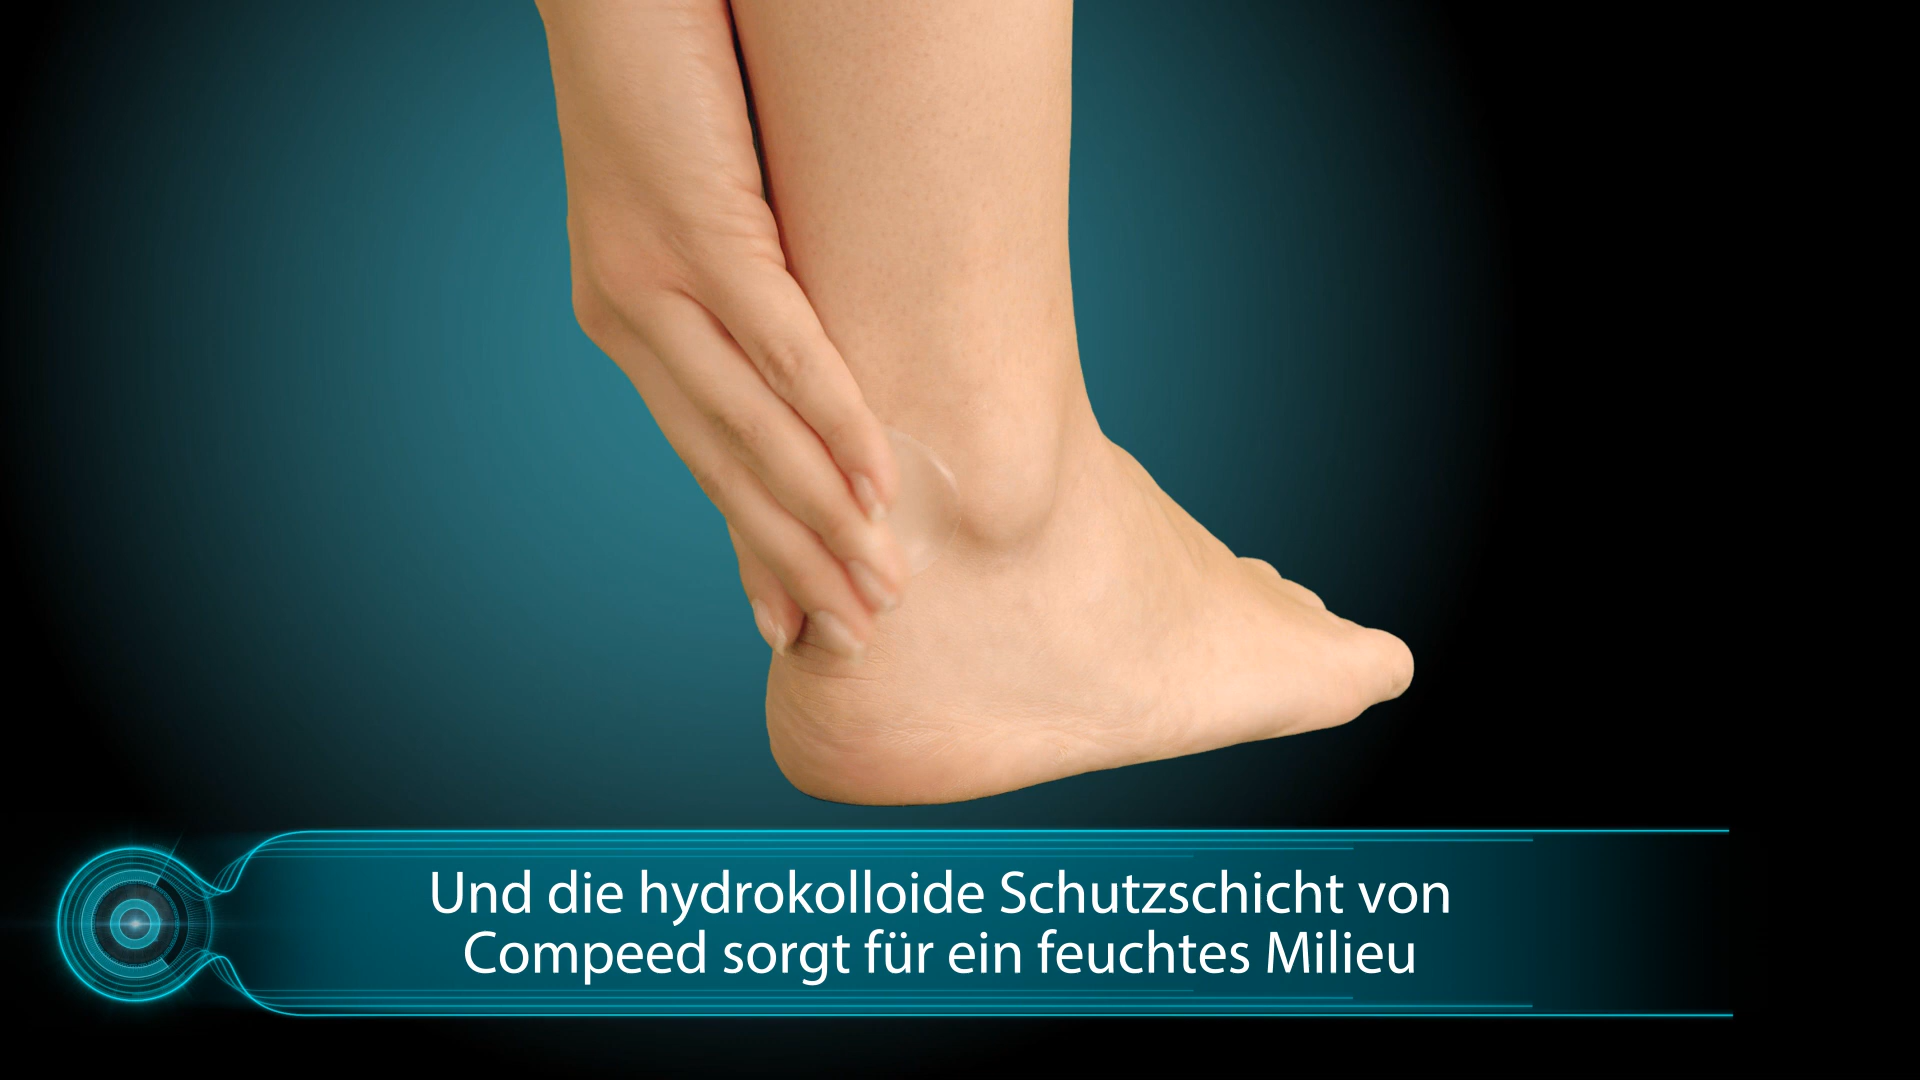 Und die hydrokolloide Schutzschicht von
Compeed sorgt für ein feuchtes Milieu